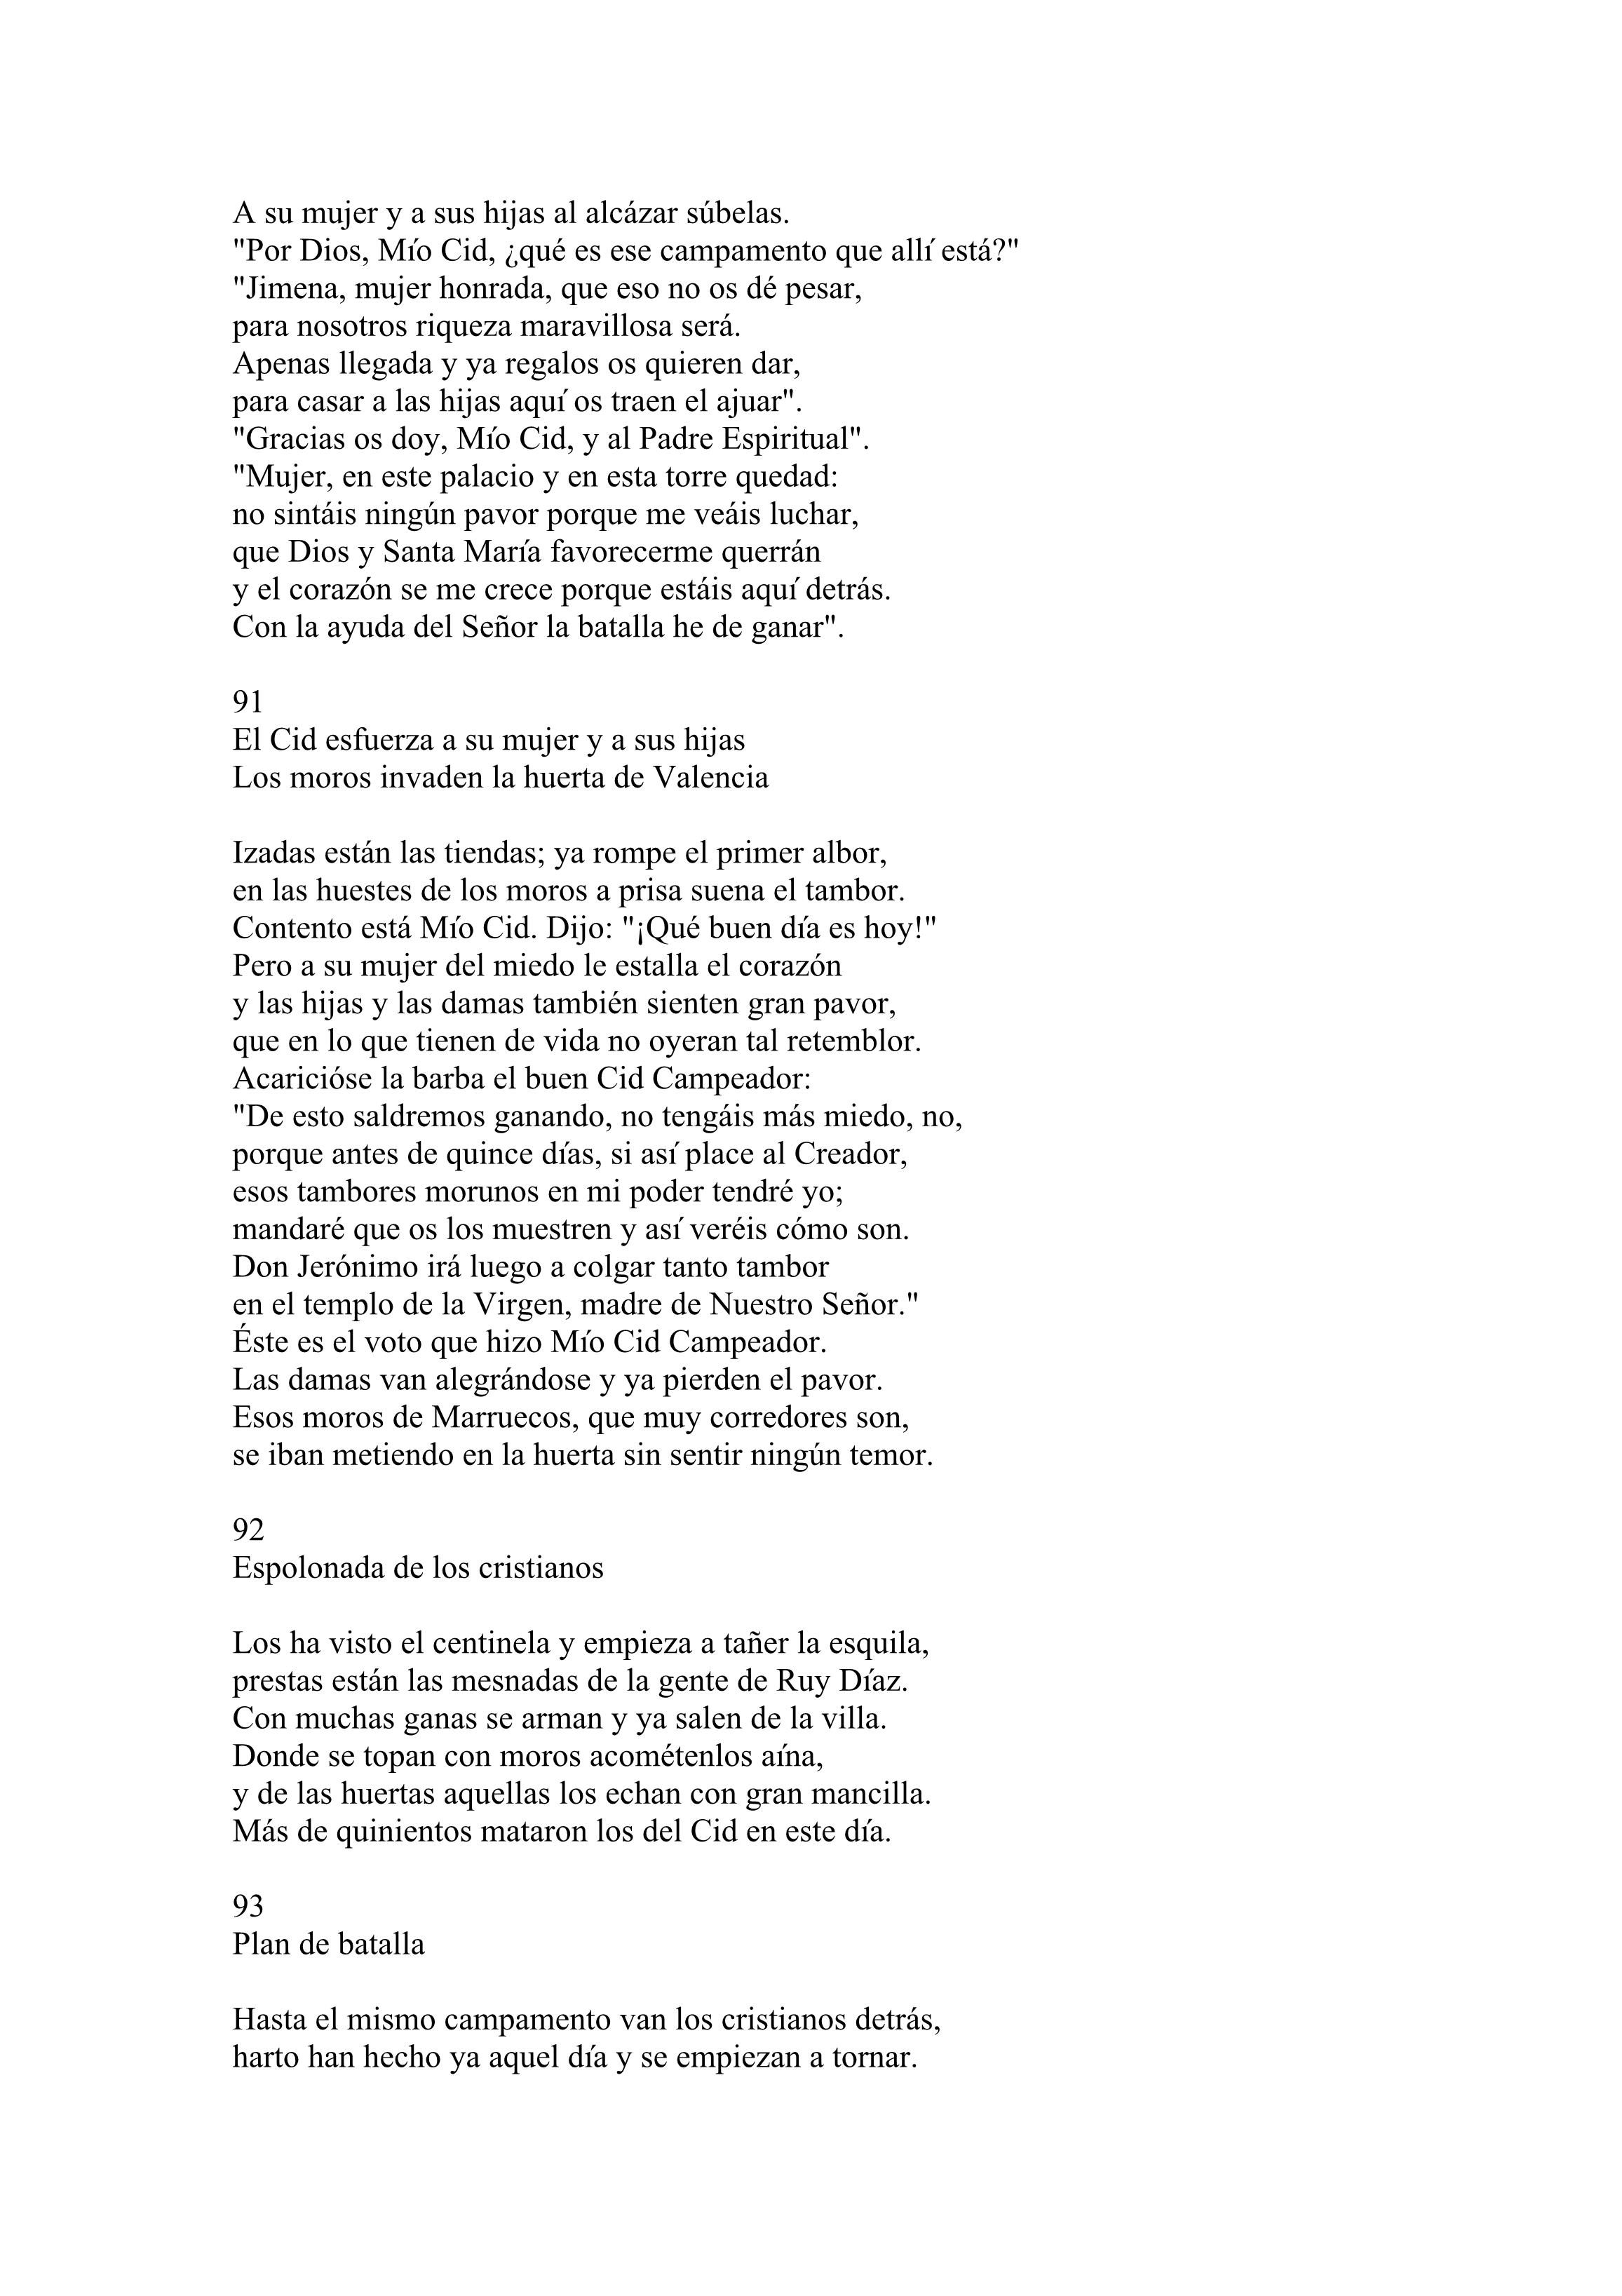 A su mujer y a sus hijas al alcázar súbelas.
"Por Dios, Mío Cid, ¿qué es ese campamento que allí está?"
"Jimena, mujer honrada, que eso no os dé pesar,
para nosotros riqueza maravillosa será.
Apenas llegada y ya regalos os quieren dar,
para casar a las hijas aquí os traen el ajuar".
"Gracias os doy, Mío Cid, y al Padre Espiritual".
"Mujer, en este palacio y en esta torre quedad:
no sintáis ningún pavor porque me veáis luchar,
que Dios y Santa María favorecerme querrán
y el corazón se me crece porque estáis aquí detrás.
Con la ayuda del Señor la batalla he de ganar".

91
El Cid esfuerza a su mujer y a sus hijas
Los moros invaden la huerta de Valencia

Izadas están las tiendas; ya rompe el primer albor,
en las huestes de los moros a prisa suena el tambor.
Contento está Mío Cid. Dijo: "¡Qué buen día es hoy!"
Pero a su mujer del miedo le estalla el corazón
y las hijas y las damas también sienten gran pavor,
que en lo que tienen de vida no oyeran tal retemblor.
Acaricióse la barba el buen Cid Campeador:
"De esto saldremos ganando, no tengáis más miedo, no,
porque antes de quince días, si así place al Creador,
esos tambores morunos en mi poder tendré yo;
mandaré que os los muestren y así veréis cómo son.
Don Jerónimo irá luego a colgar tanto tambor
en el templo de la Virgen, madre de Nuestro Señor."
Éste es el voto que hizo Mío Cid Campeador.
Las damas van alegrándose y ya pierden el pavor.
Esos moros de Marruecos, que muy corredores son,
se iban metiendo en la huerta sin sentir ningún temor.

92
Espolonada de los cristianos

Los ha visto el centinela y empieza a tañer la esquila,
prestas están las mesnadas de la gente de Ruy Díaz.
Con muchas ganas se arman y ya salen de la villa.
Donde se topan con moros acométenlos aína,
y de las huertas aquellas los echan con gran mancilla.
Más de quinientos mataron los del Cid en este día.

93
Plan de batalla

Hasta el mismo campamento van los cristianos detrás,
harto han hecho ya aquel día y se empiezan a tornar.